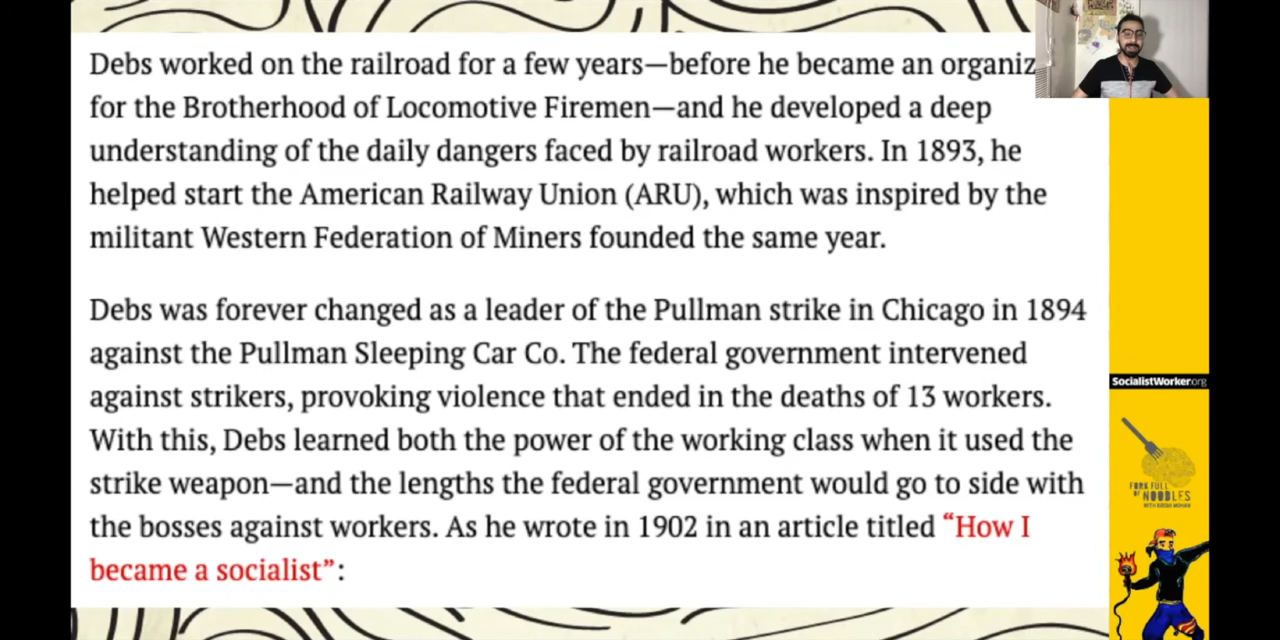 Debs worked on the railroad for a few years—before he became an organiz
for the Brotherhood of Locomotive Firemen—and he developed a deep
understanding of the daily dangers faced by railroad workers. In 1893, he
helped start the American Railway Union (ARU), which was inspired by the
militant Western Federation of Miners founded the same year.
Debs was forever changed as a leader of the Pullman strike in Chicago in 1894
against the Pullman Sleeping Car Co. The federal government intervened
against strikers, provoking violence that ended in the deaths of 13 workers.
With this, Debs learned both the power of the working class when it used the
strike weapon—and the lengths the federal government would go to side with
the bosses against workers. As he wrote in 1902 in an article titled “How I
became a socialist”:
SocialistWorker.org
FORK FULL
OF NOODLES